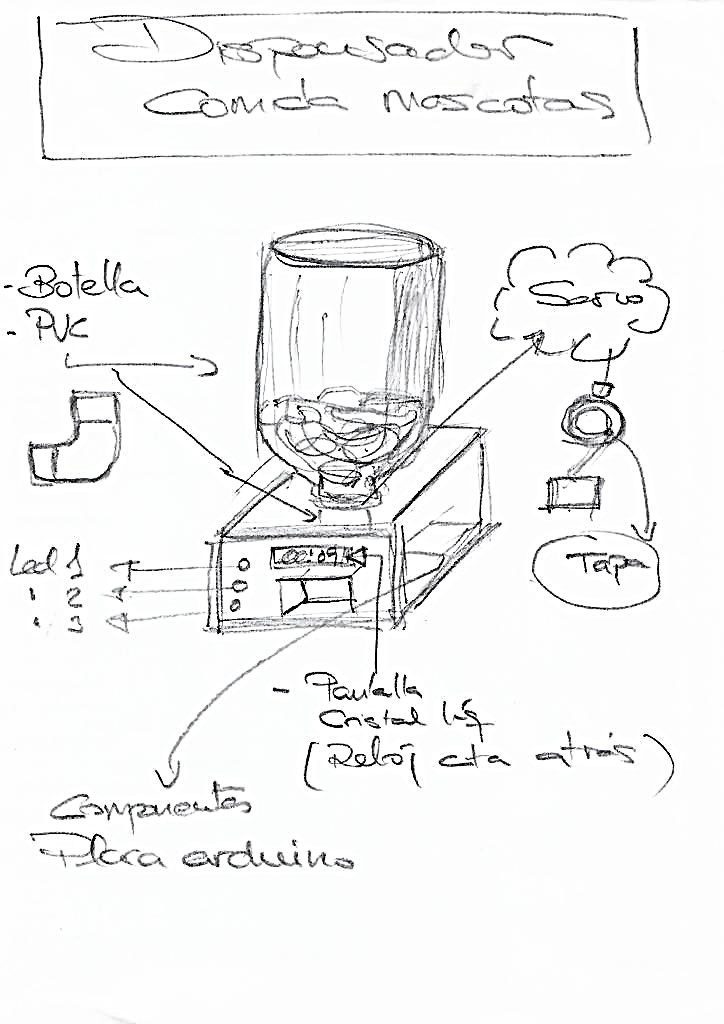 Dispensador
Comida Mascotas
- Botella
- PVC
Servo
Tapa
Led 1
" 2
" 3
00:09
- Pantalla
Cristal líq
(Reloj cta atrás)
Componentes
Placa arduino